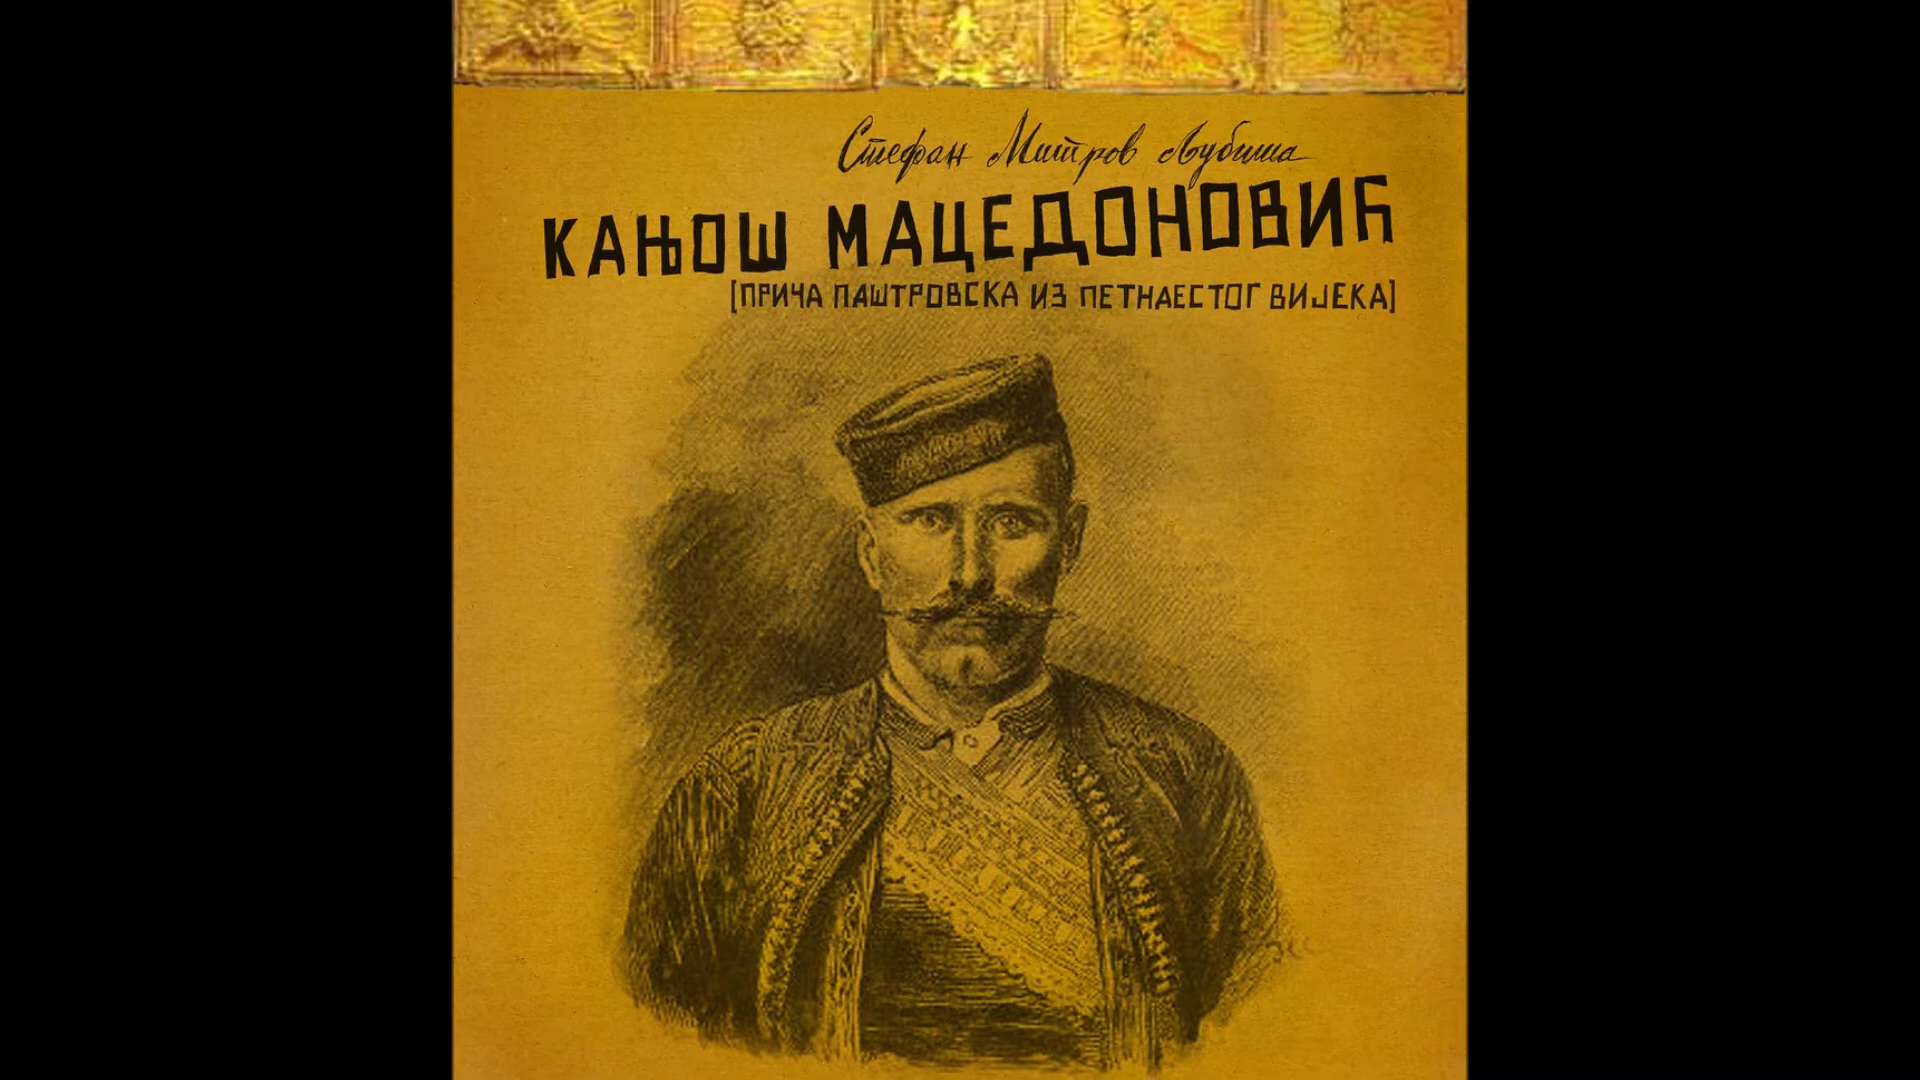 Стефан Митров Љубиша
КАЊОШ МАЦЕДОНОВИЋ
[ПРИЧА ПАШТРОВСКА ИЗ ПЕТНАЕСТОГ ВИЈЕКА]